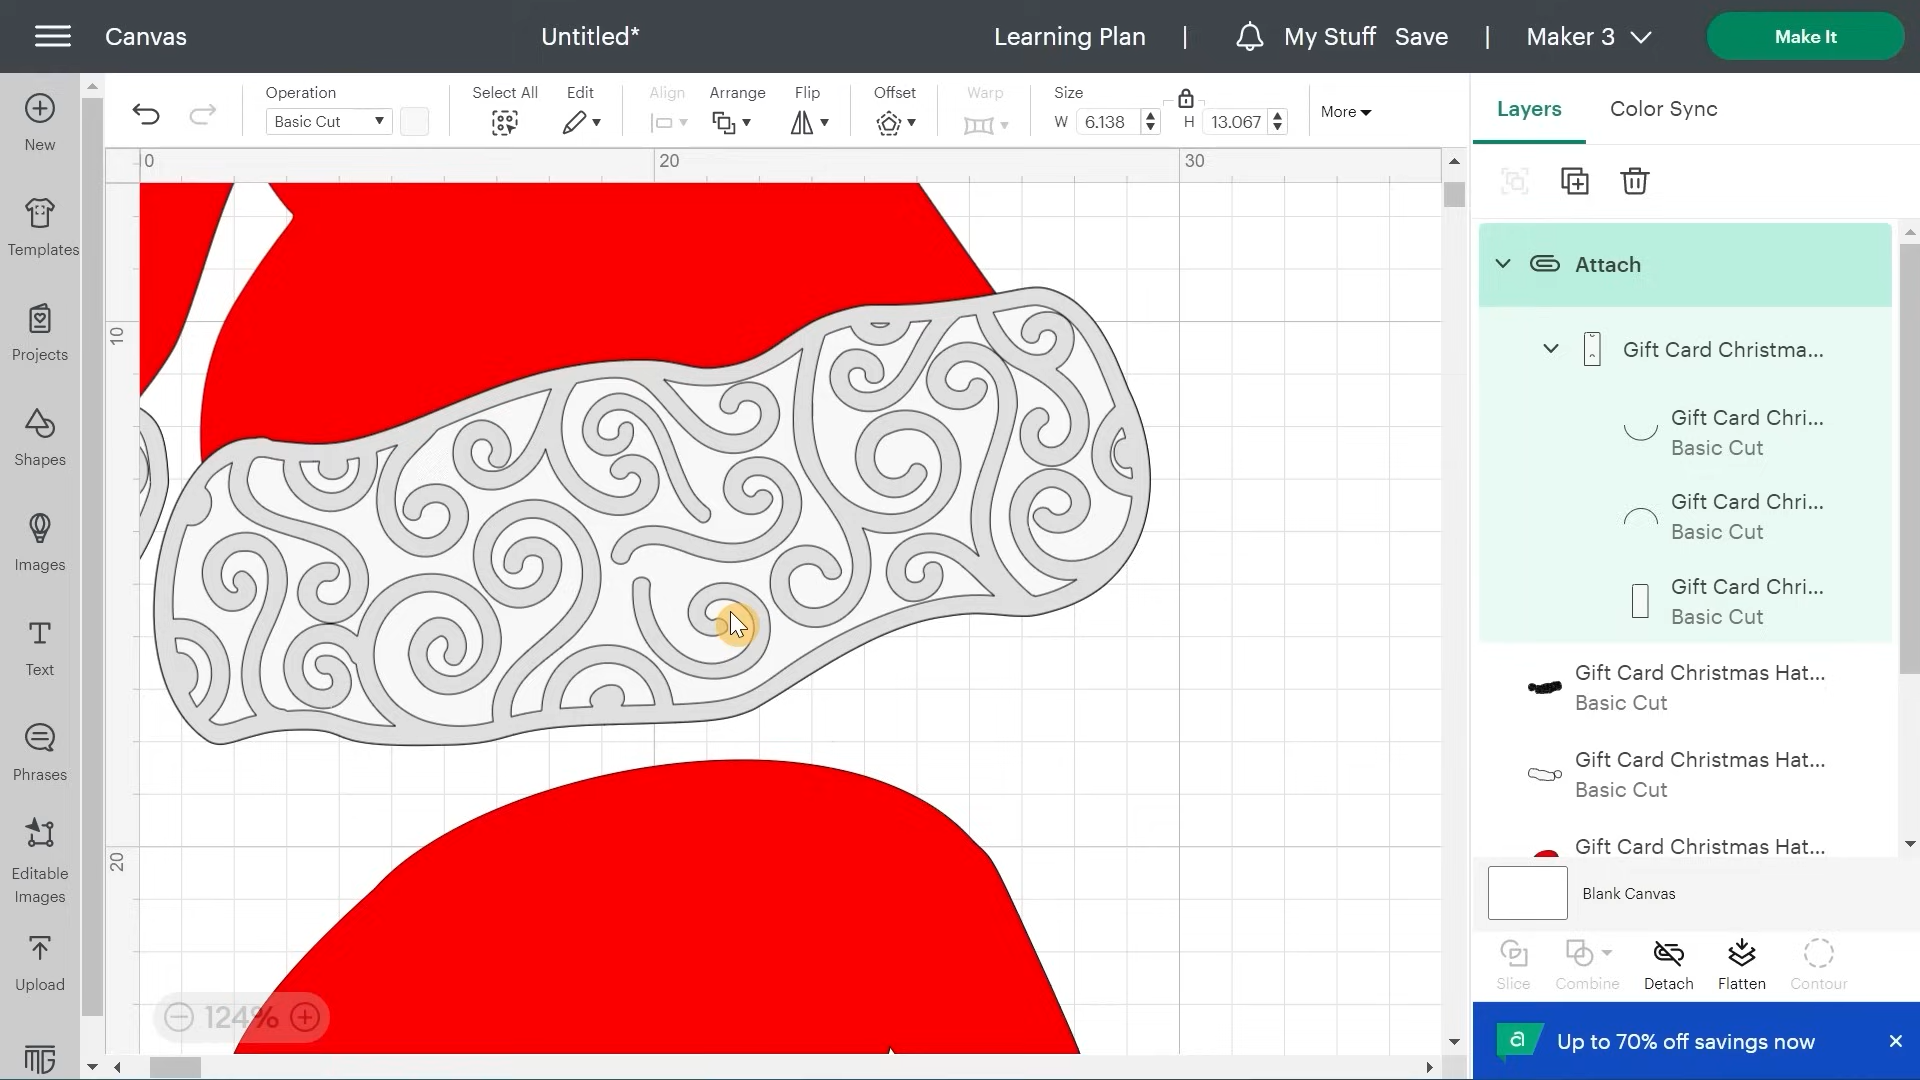 Canvas
Untitled*
Learning Plan
|
My Stuff
Save
|
Maker 3
Make It
New
Templates
Projects
Shapes
Images
Text
Phrases
Editable
Images
Upload
Operation
Basic Cut
Select All
Edit
Align
Arrange
Flip
Offset
Warp
Size
W 6.138
H 13.067
More
0
20
30
10
20
124%
Layers
Color Sync
Attach
Gift Card Christma...
Gift Card Chri...
Basic Cut
Gift Card Chri...
Basic Cut
Gift Card Chri...
Basic Cut
Gift Card Christmas Hat...
Basic Cut
Gift Card Christmas Hat...
Basic Cut
Gift Card Christmas Hat...
Blank Canvas
Slice
Combine
Detach
Flatten
Contour
a
Up to 70% off savings now